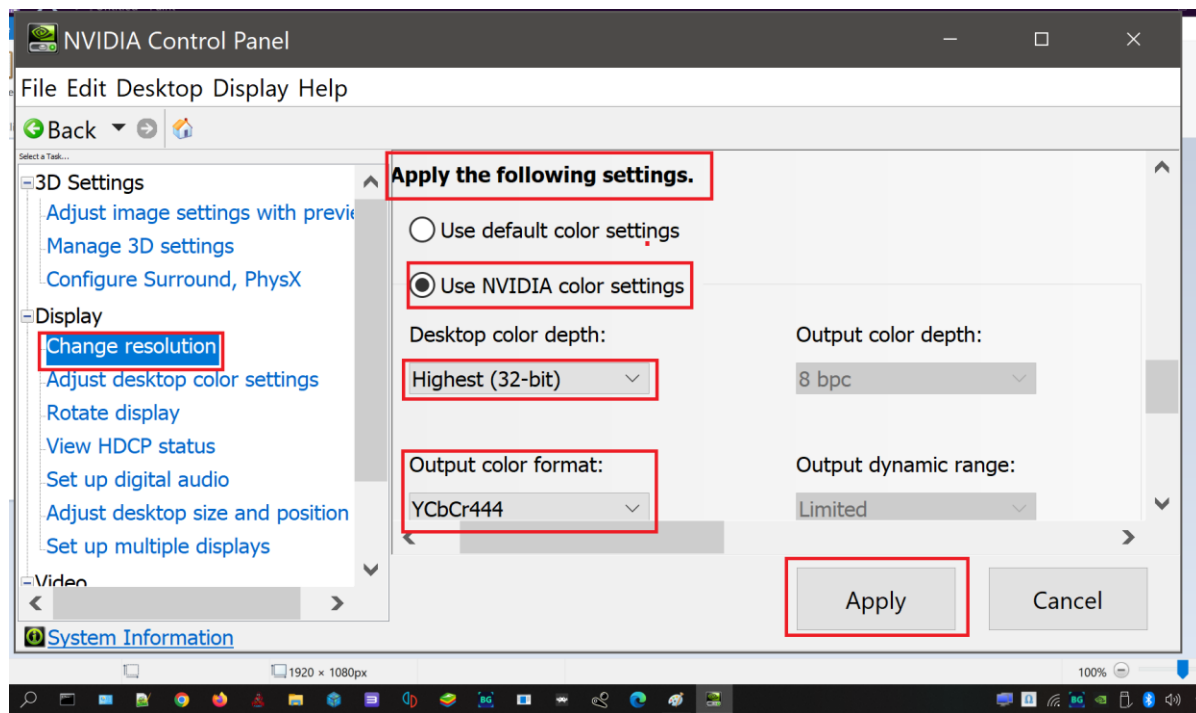 NVIDIA Control Panel
File Edit Desktop Display Help
Back
Select a Task...
3D Settings
Adjust image settings with previe
Manage 3D settings
Configure Surround, PhysX
Display
Change resolution
Adjust desktop color settings
Rotate display
View HDCP status
Set up digital audio
Adjust desktop size and position
Set up multiple displays
Video
System Information
Apply the following settings.
Use default color settings
Use NVIDIA color settings
Desktop color depth:
Output color depth:
Highest (32-bit)
8 bpc
Output color format:
Output dynamic range:
YCbCr444
Limited
Apply
Cancel
1920 × 1080px
100%
BG
BG